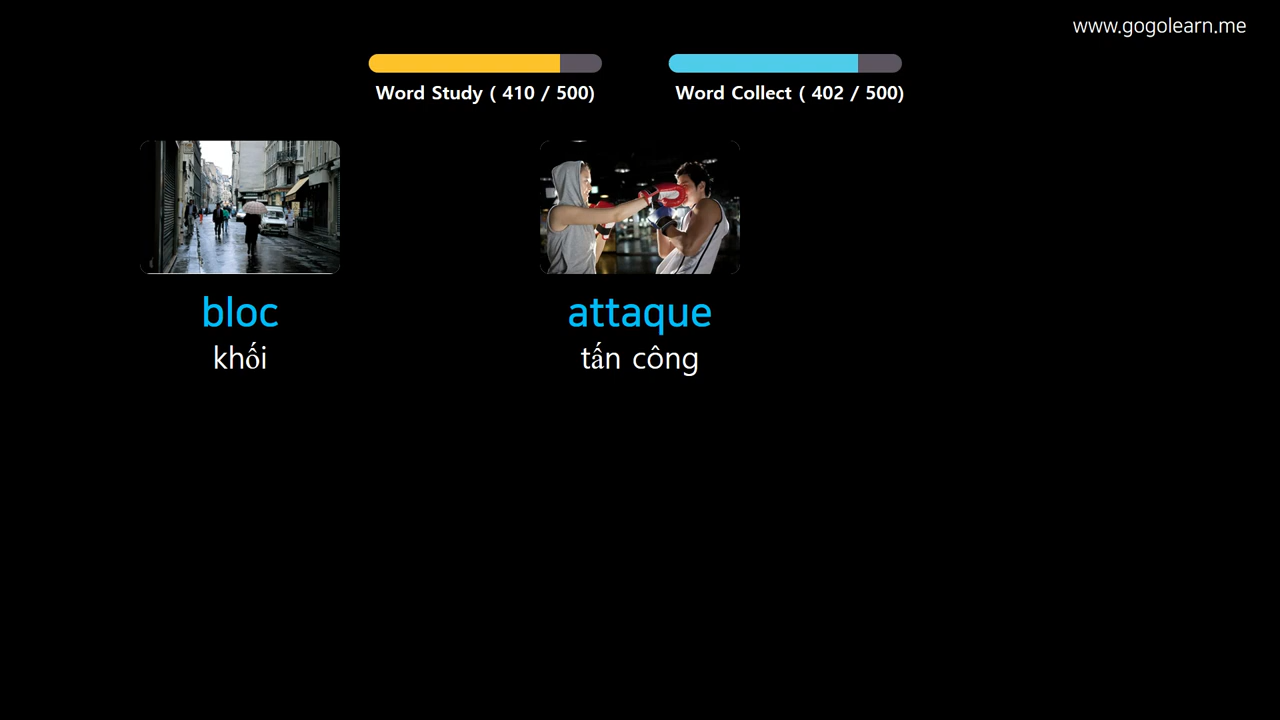 www.gogolearn.me
Word Study ( 410 / 500)
Word Collect ( 402 / 500)
bloc
khối
attaque
tấn công